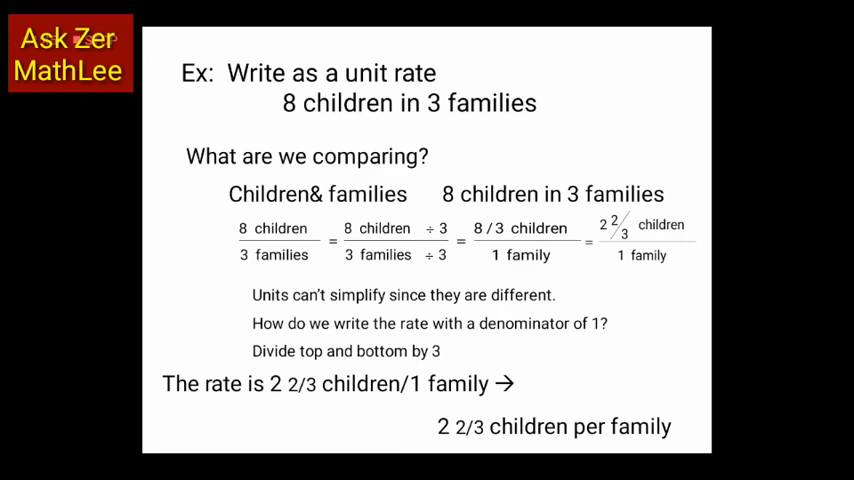 Ask Zer
MathLee
Ex: Write as a unit rate
8 children in 3 families
What are we comparing?
Children& families 8 children in 3 families
8 children / 3 families = 8 children ÷ 3 / 3 families ÷ 3 = 8/3 children / 1 family = 2 2/3 children / 1 family
Units can't simplify since they are different.
How do we write the rate with a denominator of 1?
Divide top and bottom by 3
The rate is 2 2/3 children/1 family →
2 2/3 children per family